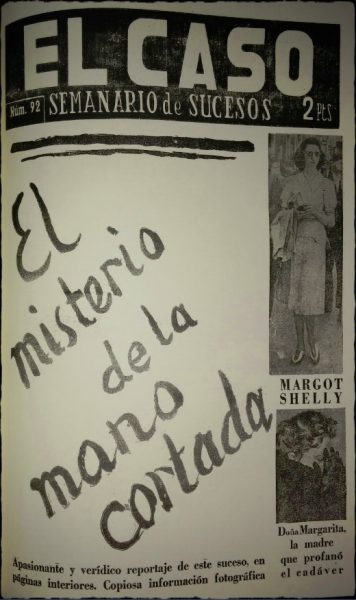 EL CASO
Núm. 92 SEMANARIO de SUCESOS 2 Pts
El
misterio
de la
mano
cortada
MARGOT
SHELLY
Doña Margarita,
la madre
que profanó
el cadáver
Apasionante y verídico reportaje de este suceso, en
páginas interiores. Copiosa información fotográfica